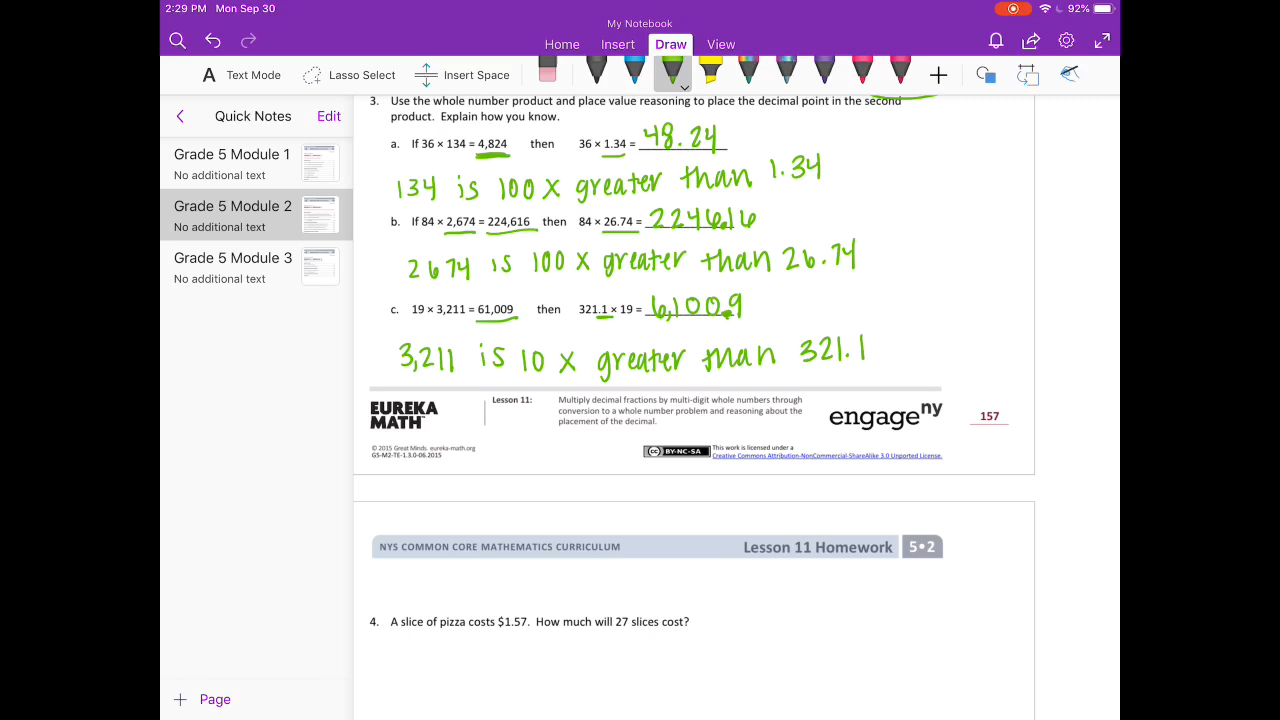 2:29 PM Mon Sep 30
92%
My Notebook
Home Insert Draw View
A Text Mode Lasso Select Insert Space
Quick Notes Edit
Grade 5 Module 1
No additional text
Grade 5 Module 2
No additional text
Grade 5 Module 3
No additional text
+ Page
3. Use the whole number product and place value reasoning to place the decimal point in the second
product. Explain how you know.
a. If 36 × 134 = 4,824 then 36 × 1.34 = 48.24
134 is 100 x greater than 1.34
b. If 84 × 2,674 = 224,616 then 84 × 26.74 = 2246.16
2674 is 100 x greater than 26.74
c. 19 × 3,211 = 61,009 then 321.1 × 19 = 6,100.9
3,211 is 10 x greater than 321.1
EUREKA
MATH™
Lesson 11: Multiply decimal fractions by multi-digit whole numbers through
conversion to a whole number problem and reasoning about the
placement of the decimal.
engage ny
157
© 2015 Great Minds. eureka-math.org
G5-M2-TE-1.3.0-06.2015
cc BY-NC-SA
This work is licensed under a
Creative Commons Attribution-NonCommercial-ShareAlike 3.0 Unported License.
NYS COMMON CORE MATHEMATICS CURRICULUM Lesson 11 Homework 5•2
4. A slice of pizza costs $1.57. How much will 27 slices cost?